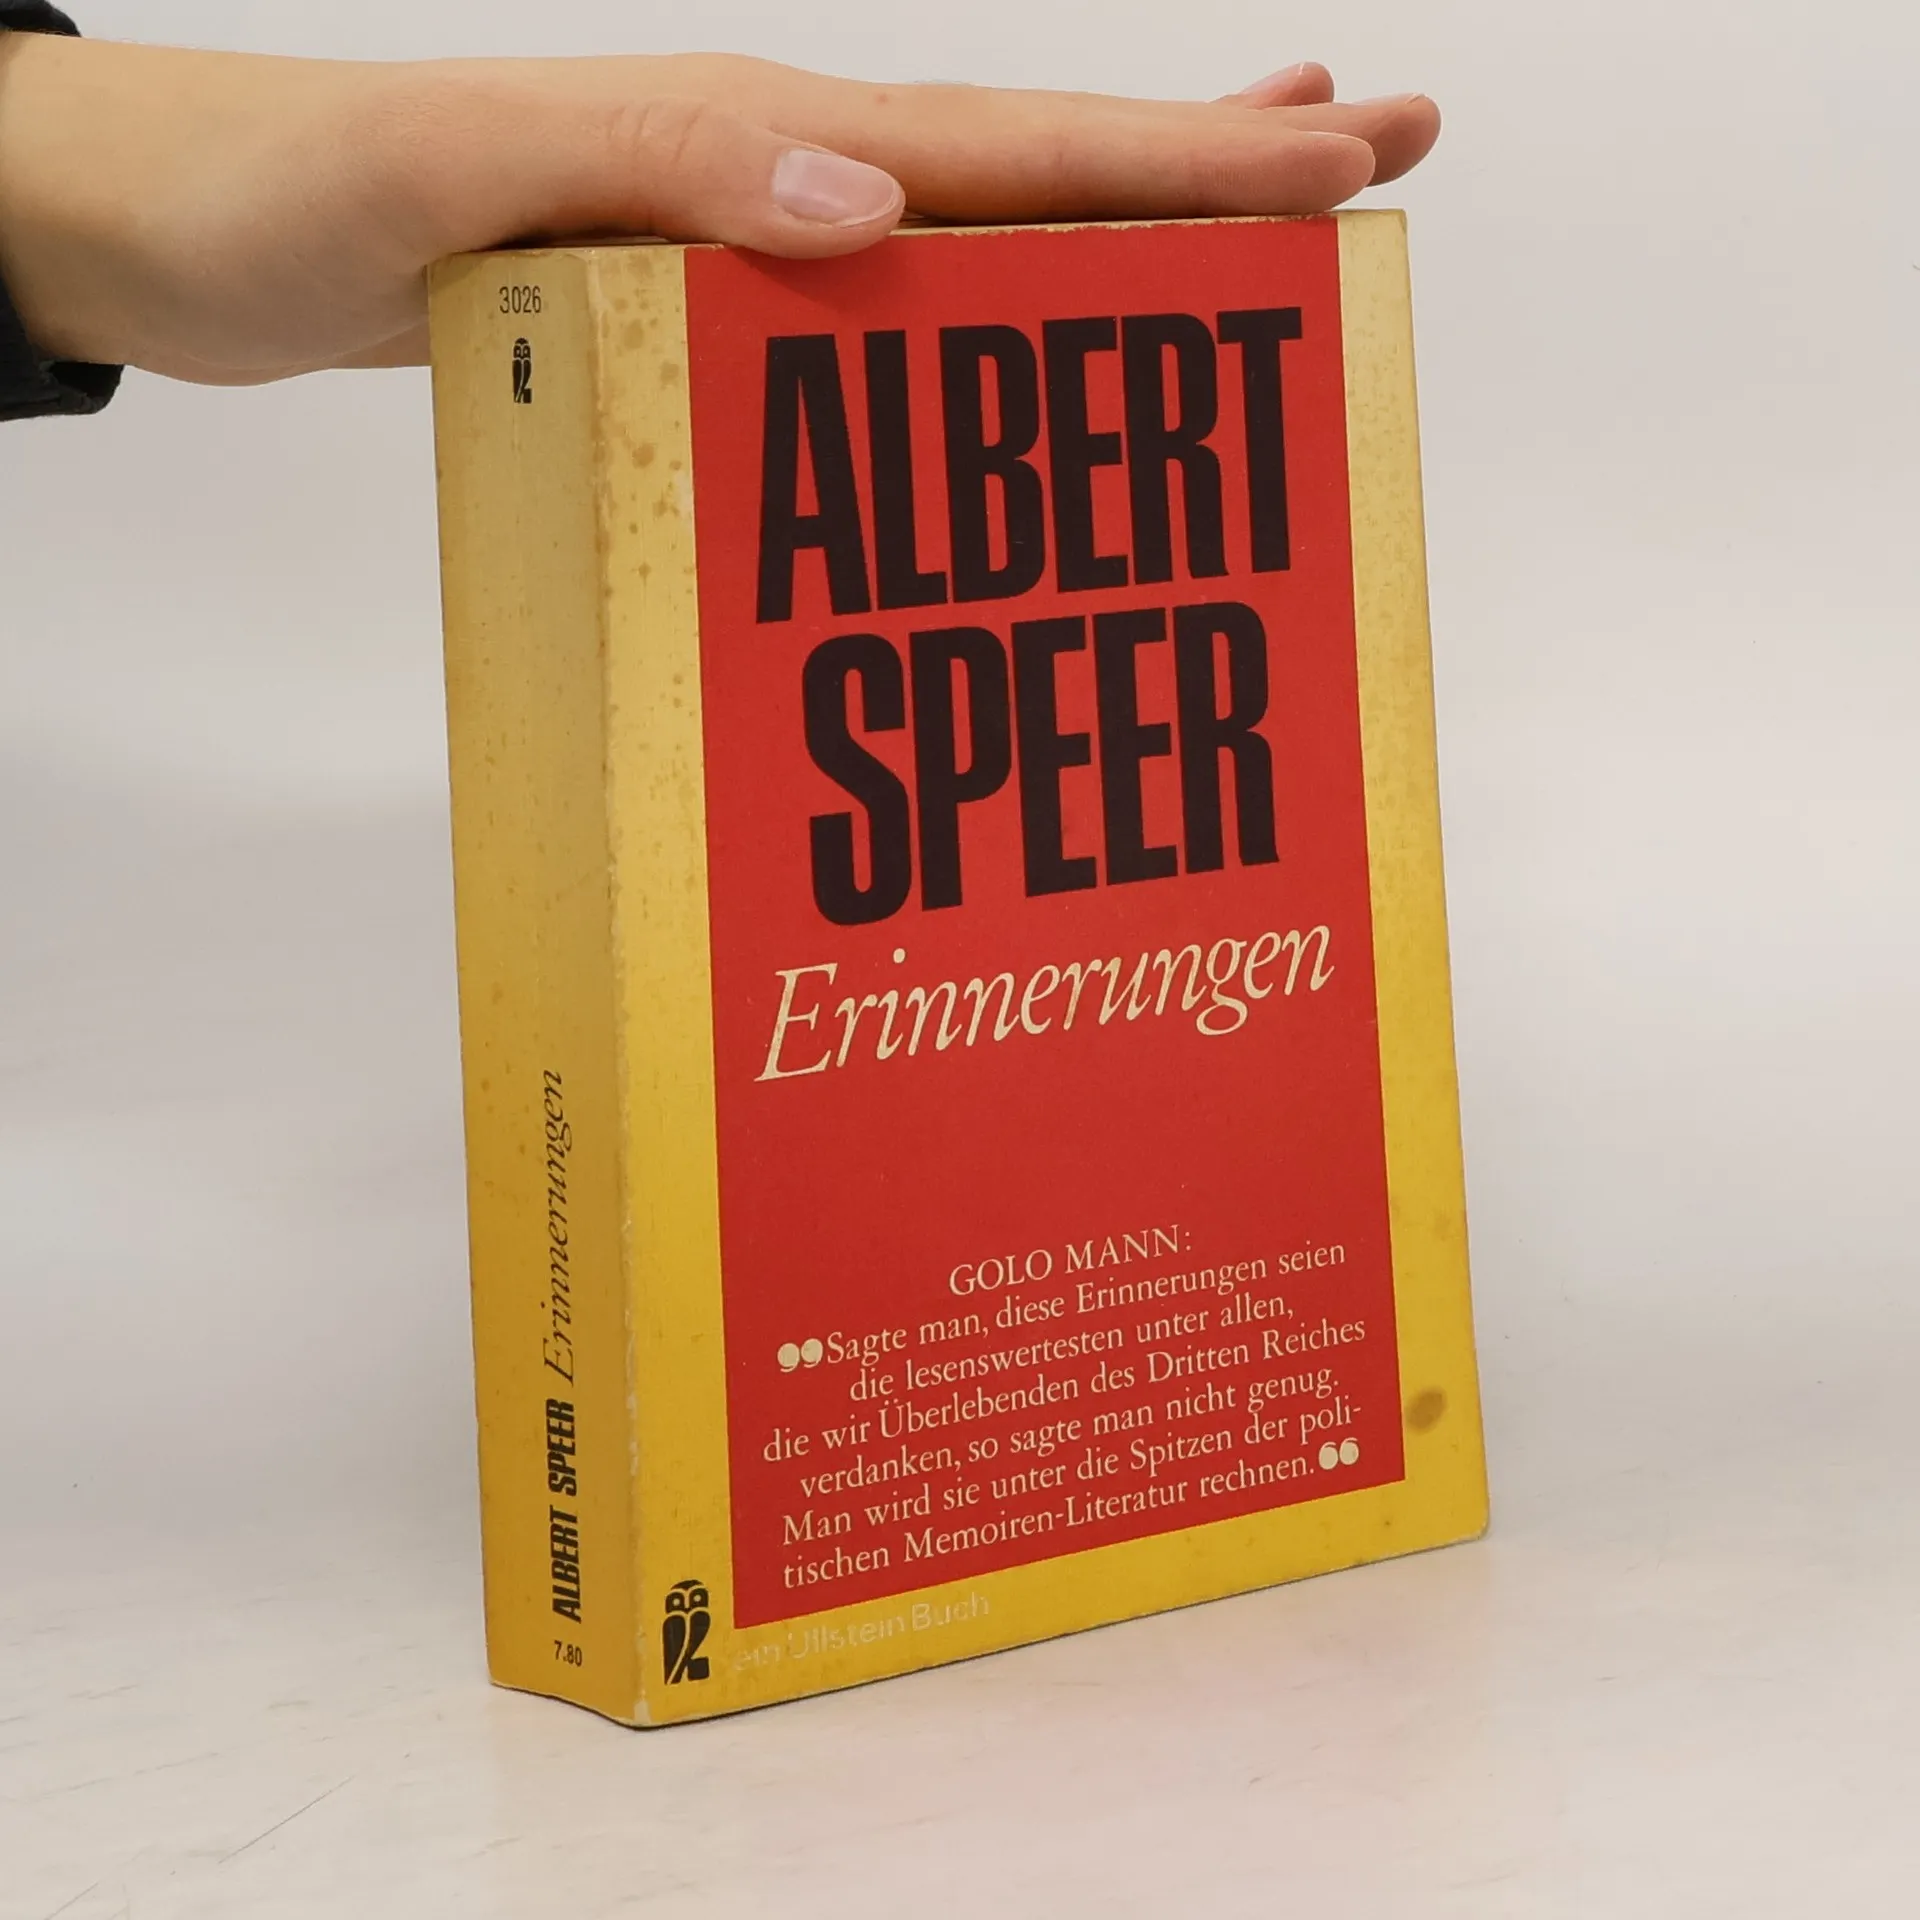 3026
ALBERT SPEER Erinnerungen
7.80
ALBERT
SPEER
Erinnerungen
GOLO MANN:
❟❟Sagte man, diese Erinnerungen seien
die lesenswertesten unter allen,
die wir Überlebenden des Dritten Reiches
verdanken, so sagte man nicht genug.
Man wird sie unter die Spitzen der poli-
tischen Memoiren-Literatur rechnen.❛❛
ein Ullstein Buch